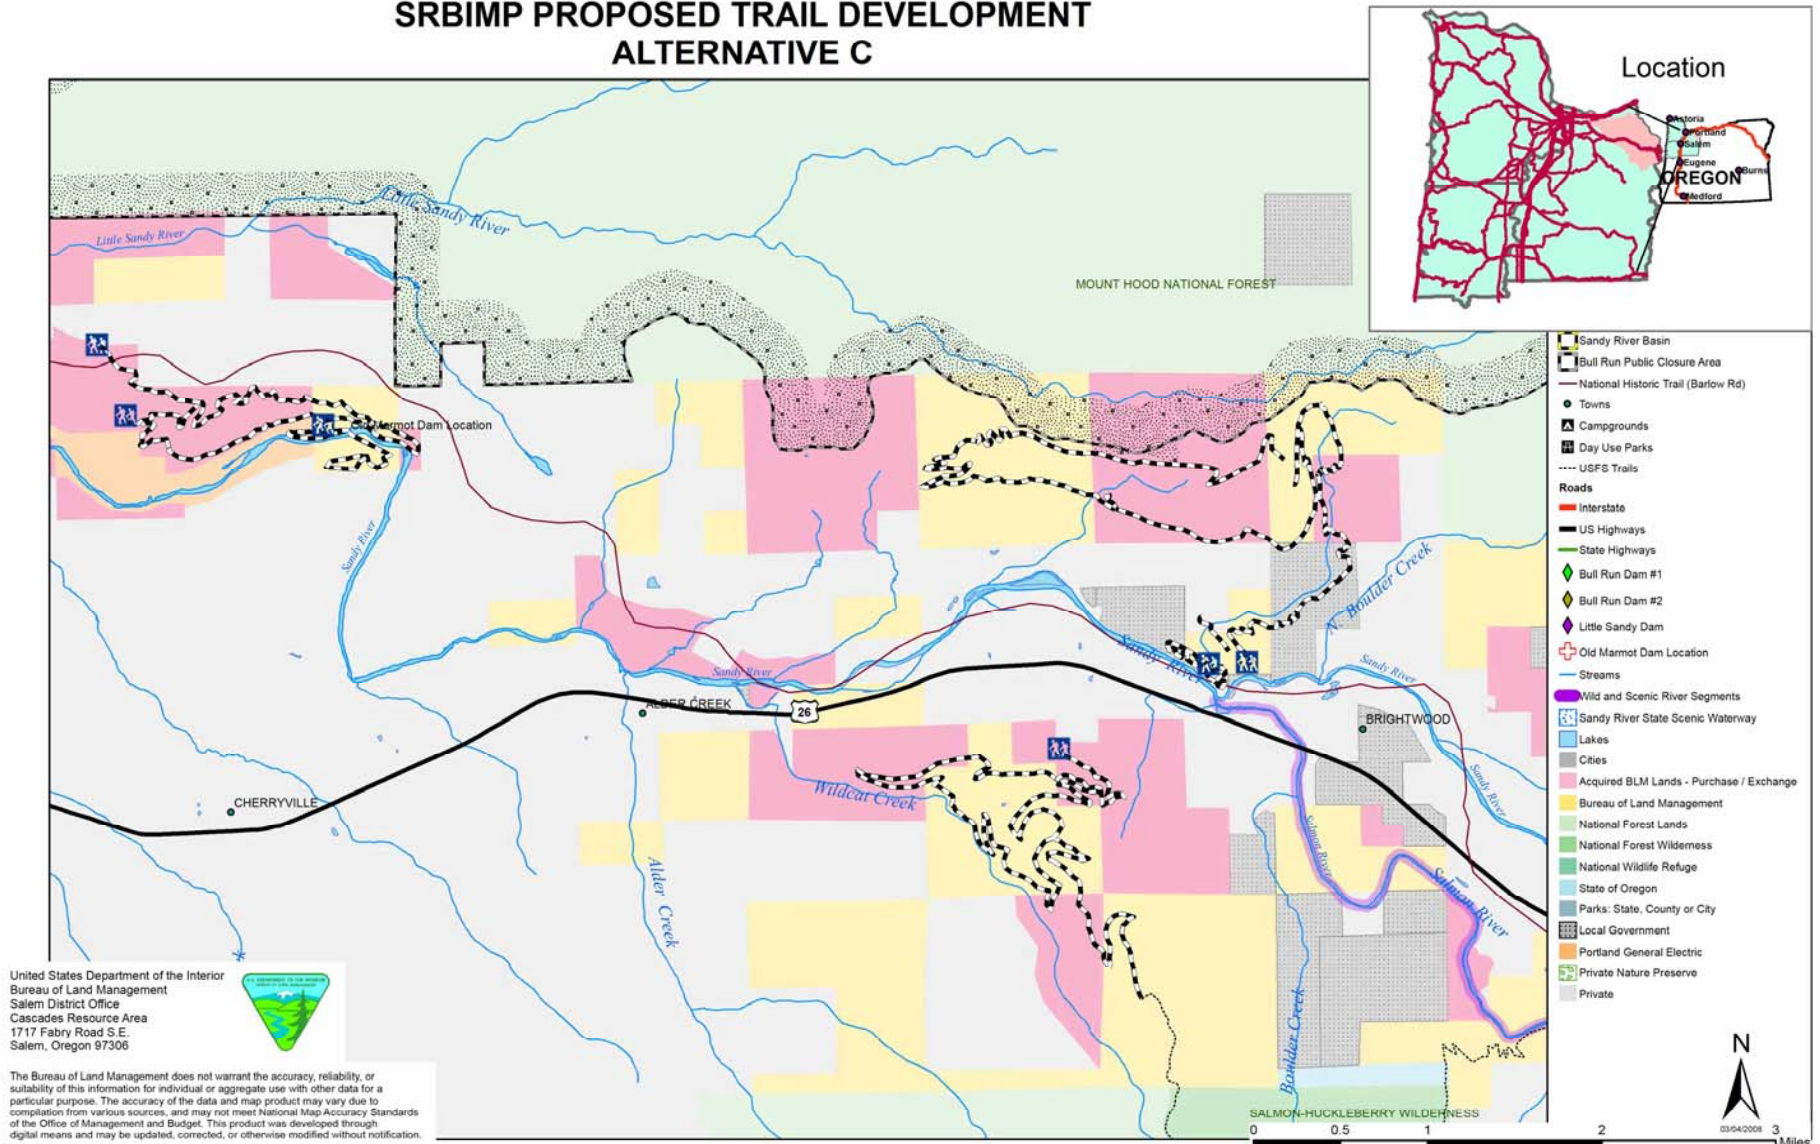 SRBIMP PROPOSED TRAIL DEVELOPMENT
ALTERNATIVE C
Location
Astoria
Portland
Salem
Eugene
Burns
OREGON
Medford
Little Sandy River
Little Sandy River
MOUNT HOOD NATIONAL FOREST
Old Marmot Dam Location
Sandy River
N. Boulder Creek
Sandy River
Sandy River
Sandy River
ALDER CREEK
26
BRIGHTWOOD
Sandy River
Wildcat Creek
CHERRYVILLE
Salmon River
Alder Creek
Salmon River
Boulder Creek
SALMON-HUCKLEBERRY WILDERNESS
Sandy River Basin
Bull Run Public Closure Area
National Historic Trail (Barlow Rd)
Towns
Campgrounds
Day Use Parks
USFS Trails
Roads
Interstate
US Highways
State Highways
Bull Run Dam #1
Bull Run Dam #2
Little Sandy Dam
Old Marmot Dam Location
Streams
Wild and Scenic River Segments
Sandy River State Scenic Waterway
Lakes
Cities
Acquired BLM Lands - Purchase / Exchange
Bureau of Land Management
National Forest Lands
National Forest Wilderness
National Wildlife Refuge
State of Oregon
Parks: State, County or City
Local Government
Portland General Electric
Private Nature Preserve
Private
United States Department of the Interior
Bureau of Land Management
Salem District Office
Cascades Resource Area
1717 Fabry Road S.E.
Salem, Oregon 97306
The Bureau of Land Management does not warrant the accuracy, reliability, or
suitability of this information for individual or aggregate use with other data for a
particular purpose. The accuracy of the data and map product may vary due to
compilation from various sources, and may not meet National Map Accuracy Standards
of the Office of Management and Budget. This product was developed through
digital means and may be updated, corrected, or otherwise modified without notification.
N
03/04/2008
0 0.5 1 2 3
Miles